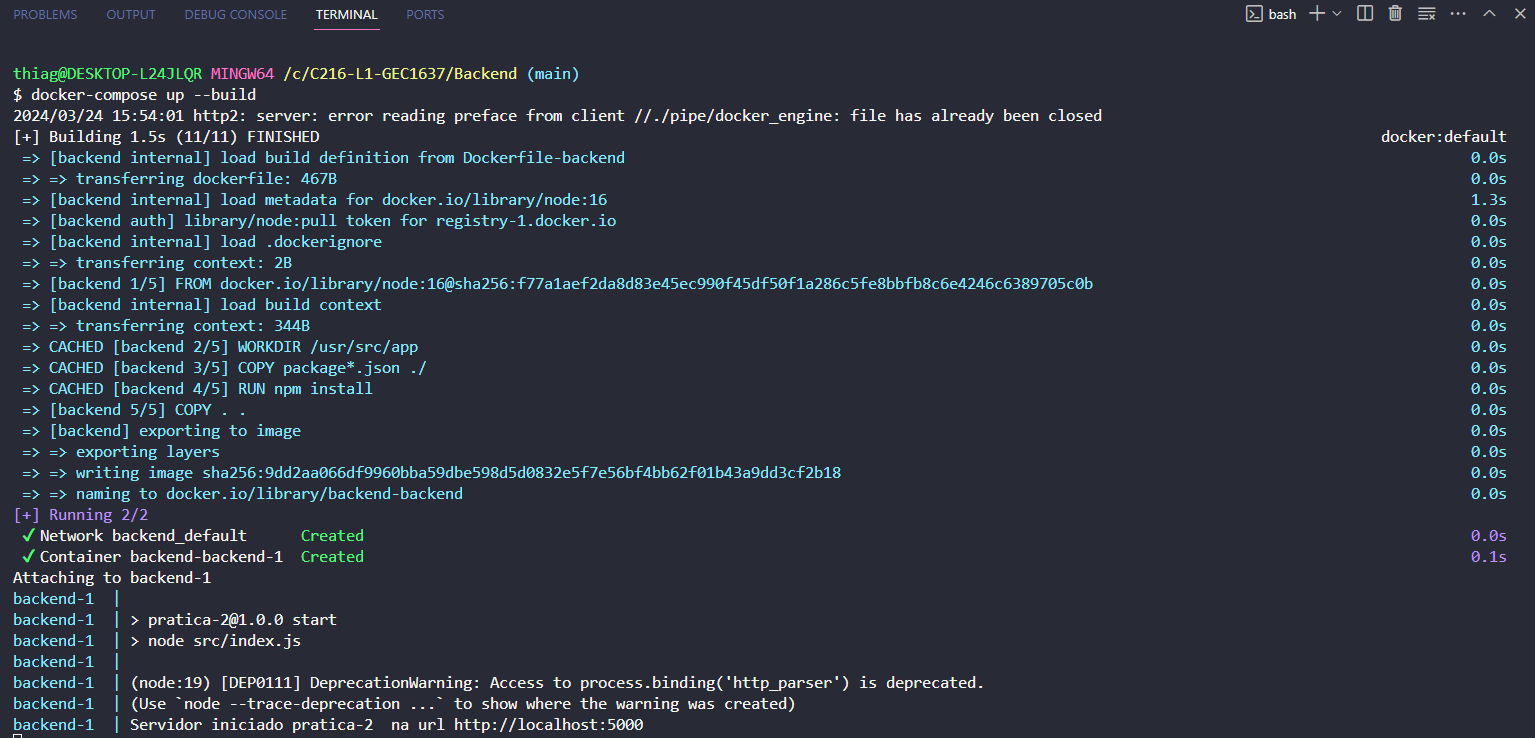 PROBLEMS OUTPUT DEBUG CONSOLE TERMINAL PORTS bash
thiag@DESKTOP-L24JLQR MINGW64 /c/C216-L1-GEC1637/Backend (main)
$ docker-compose up --build
2024/03/24 15:54:01 http2: server: error reading preface from client //./pipe/docker_engine: file has already been closed
[+] Building 1.5s (11/11) FINISHED docker:default
=> [backend internal] load build definition from Dockerfile-backend 0.0s
=> => transferring dockerfile: 467B 0.0s
=> [backend internal] load metadata for docker.io/library/node:16 1.3s
=> [backend auth] library/node:pull token for registry-1.docker.io 0.0s
=> [backend internal] load .dockerignore 0.0s
=> => transferring context: 2B 0.0s
=> [backend 1/5] FROM docker.io/library/node:16@sha256:f77a1aef2da8d83e45ec990f45df50f1a286c5fe8bbfb8c6e4246c6389705c0b 0.0s
=> [backend internal] load build context 0.0s
=> => transferring context: 344B 0.0s
=> CACHED [backend 2/5] WORKDIR /usr/src/app 0.0s
=> CACHED [backend 3/5] COPY package*.json ./ 0.0s
=> CACHED [backend 4/5] RUN npm install 0.0s
=> [backend 5/5] COPY . . 0.0s
=> [backend] exporting to image 0.0s
=> => exporting layers 0.0s
=> => writing image sha256:9dd2aa066df9960bba59dbe598d5d0832e5f7e56bf4bb62f01b43a9dd3cf2b18 0.0s
=> => naming to docker.io/library/backend-backend 0.0s
[+] Running 2/2
✓ Network backend_default Created 0.0s
✓ Container backend-backend-1 Created 0.1s
Attaching to backend-1
backend-1 |
backend-1 | > pratica-2@1.0.0 start
backend-1 | > node src/index.js
backend-1 |
backend-1 | (node:19) [DEP0111] DeprecationWarning: Access to process.binding('http_parser') is deprecated.
backend-1 | (Use `node --trace-deprecation ...` to show where the warning was created)
backend-1 | Servidor iniciado pratica-2  na url http://localhost:5000